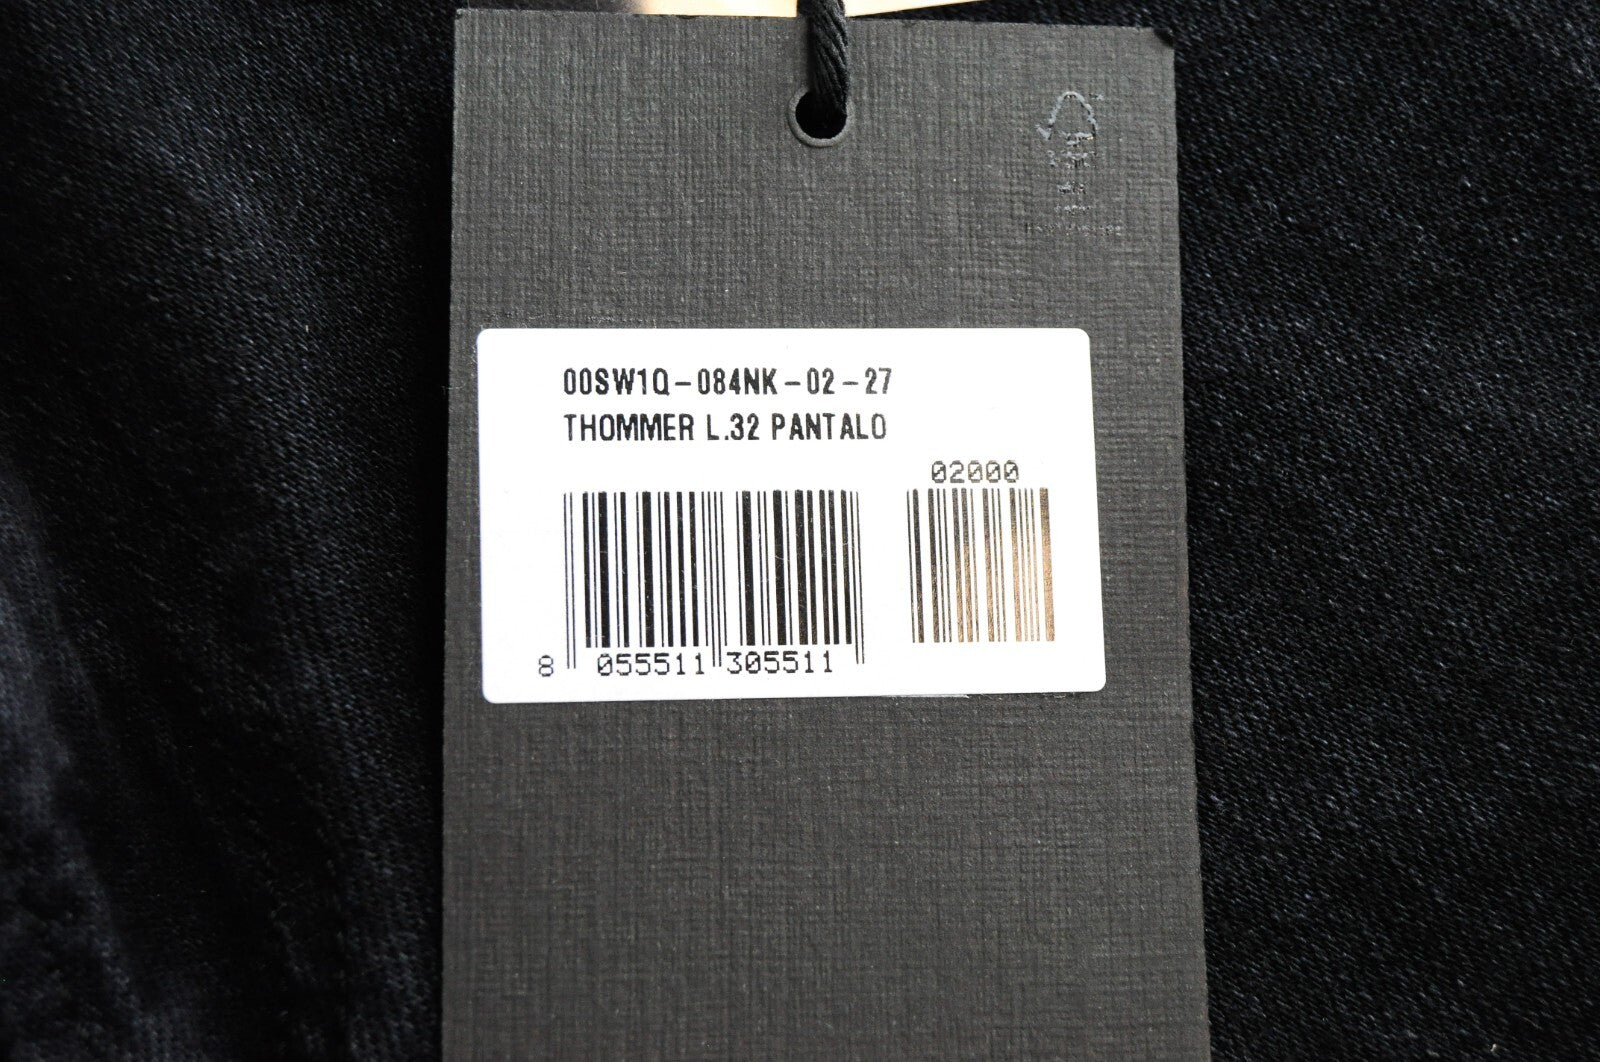 00SW1Q-084NK-02-27
THOMMER L.32 PANTALO
02000
8 055511 305511